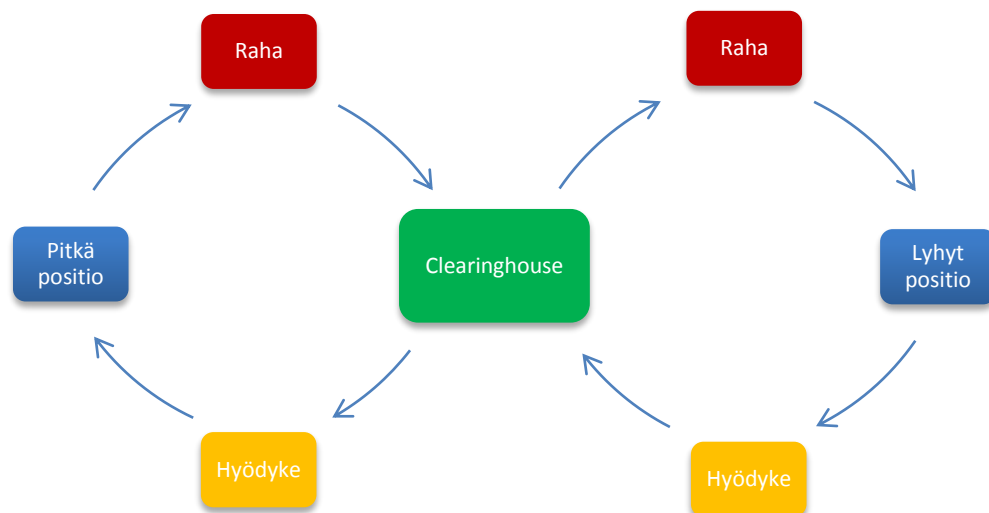 Raha
Raha
Pitkä
positio
Clearinghouse
Lyhyt
positio
Hyödyke
Hyödyke